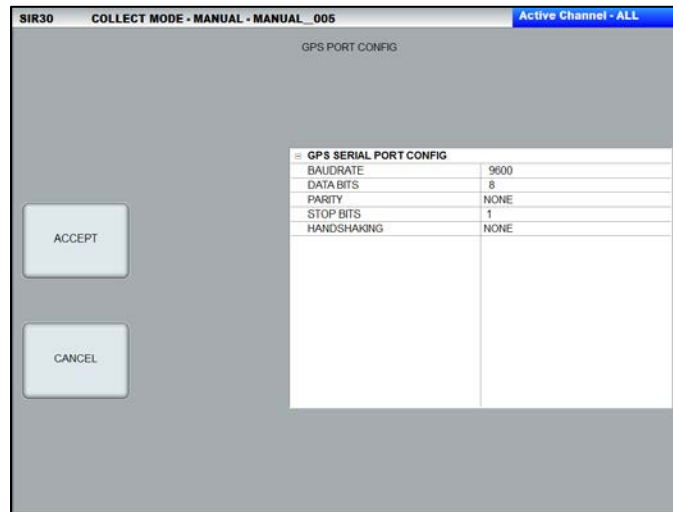 SIR30 COLLECT MODE - MANUAL - MANUAL__005 Active Channel - ALL
GPS PORT CONFIG
GPS SERIAL PORT CONFIG
BAUDRATE 9600
DATA BITS 8
PARITY NONE
STOP BITS 1
HANDSHAKING NONE
ACCEPT
CANCEL